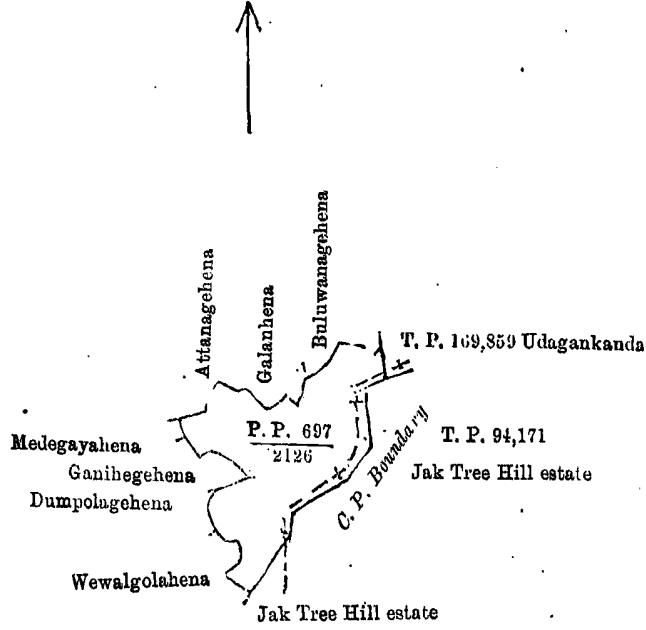 Attanagehena
Galanhena
Buluwanagehena
T. P. 169,859 Udagankanda
P. P. 697
2126
C. P. Boundary
T. P. 94,171
Jak Tree Hill estate
Medegayahena
Ganihegehena
Dumpolagehena
Wewalgolahena
Jak Tree Hill estate